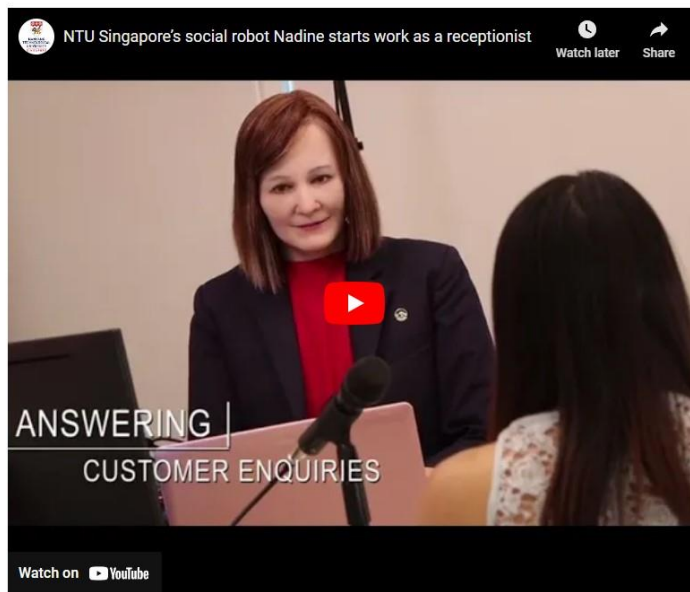 NTU Singapore’s social robot Nadine starts work as a receptionist
Watch later
Share
ANSWERING
CUSTOMER ENQUIRIES
Watch on YouTube